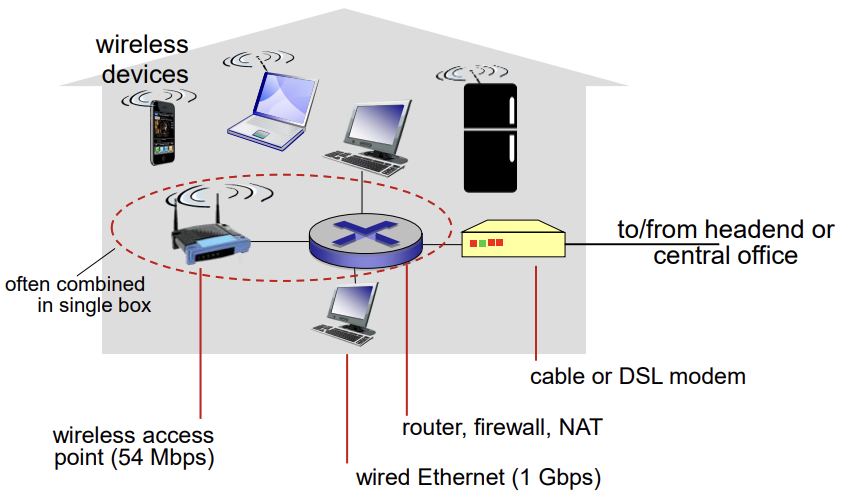 wireless
devices
to/from headend or
central office
often combined
in single box
cable or DSL modem
router, firewall, NAT
wireless access
point (54 Mbps)
wired Ethernet (1 Gbps)